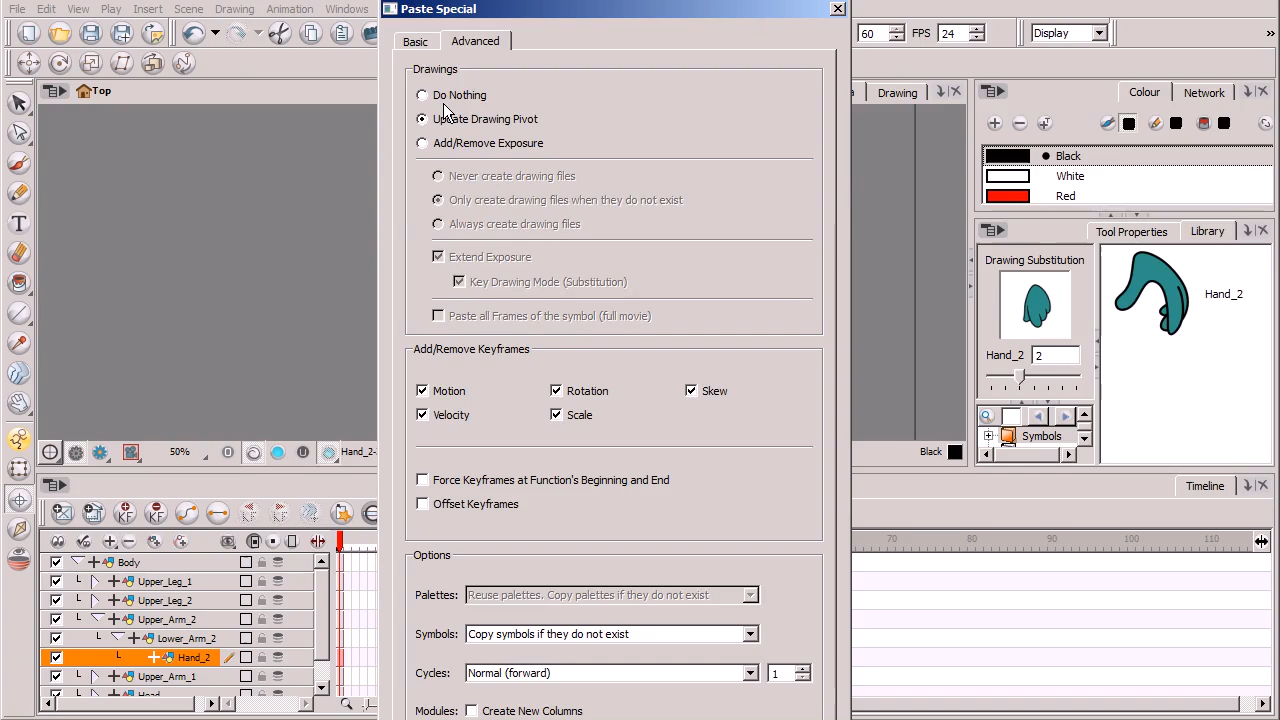 Paste Special
File Edit View Play Insert Scene Drawing Animation Windows
60 FPS 24 Display »
Basic Advanced
Top
Drawing
Colour Network
Drawings
Do Nothing
Update Drawing Pivot
Add/Remove Exposure
Never create drawing files
Only create drawing files when they do not exist
Always create drawing files
Extend Exposure
Key Drawing Mode (Substitution)
Paste all Frames of the symbol (full movie)
Black
White
Red
Tool Properties Library
Drawing Substitution
Hand_2
Hand_2 2
Symbols
Add/Remove Keyframes
Motion Rotation Skew
Velocity Scale
50% Hand_2-
Black
Force Keyframes at Function's Beginning and End
Offset Keyframes
Timeline
70 80 90 100 110
Options
Palettes: Reuse palettes. Copy palettes if they do not exist
Symbols: Copy symbols if they do not exist
Cycles: Normal (forward) 1
Modules: Create New Columns
Body
Upper_Leg_1
Upper_Leg_2
Upper_Arm_2
Lower_Arm_2
Hand_2
Upper_Arm_1
Head